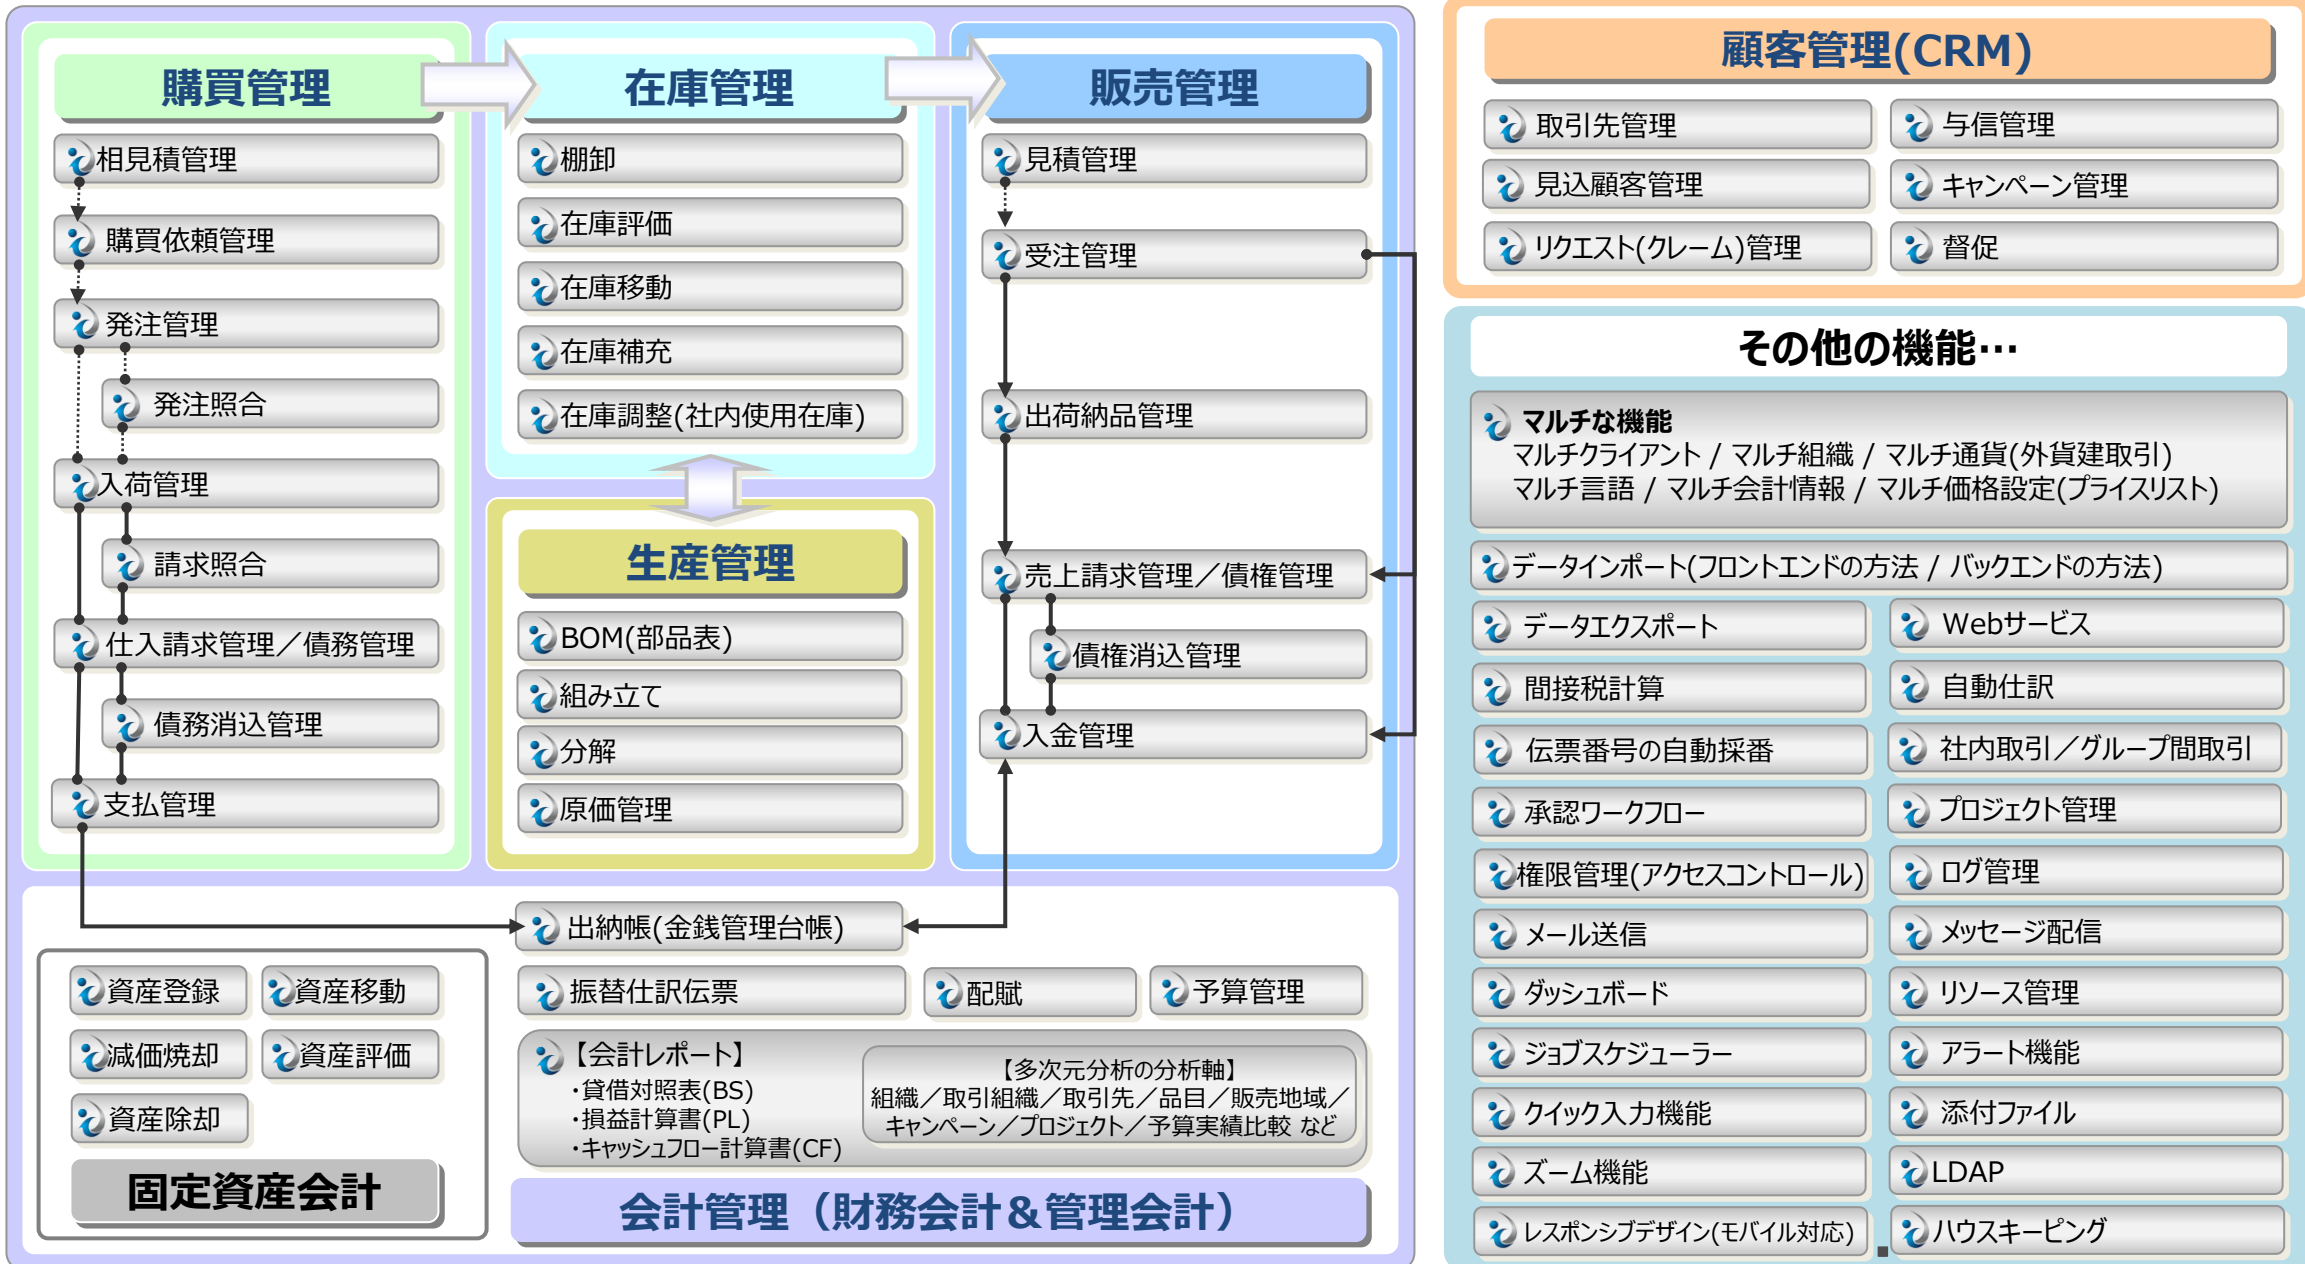 購買管理
相見積管理
購買依頼管理
発注管理
発注照合
入荷管理
請求照合
仕入請求管理／債務管理
債務消込管理
支払管理
在庫管理
棚卸
在庫評価
在庫移動
在庫補充
在庫調整(社内使用在庫)
生産管理
BOM(部品表)
組み立て
分解
原価管理
販売管理
見積管理
受注管理
出荷納品管理
売上請求管理／債権管理
債権消込管理
入金管理
出納帳(金銭管理台帳)
振替仕訳伝票
配賦
予算管理
【会計レポート】
・貸借対照表(BS)
・損益計算書(PL)
・キャッシュフロー計算書(CF)
【多次元分析の分析軸】
組織／取引組織／取引先／品目／販売地域／
キャンペーン／プロジェクト／予算実績比較 など
会計管理（財務会計＆管理会計）
資産登録
資産移動
減価焼却
資産評価
資産除却
固定資産会計
顧客管理(CRM)
取引先管理
与信管理
見込顧客管理
キャンペーン管理
リクエスト(クレーム)管理
督促
その他の機能…
マルチな機能
マルチクライアント / マルチ組織 / マルチ通貨(外貨建取引)
マルチ言語 / マルチ会計情報 / マルチ価格設定(プライスリスト)
データインポート(フロントエンドの方法 / バックエンドの方法)
データエクスポート
Webサービス
間接税計算
自動仕訳
伝票番号の自動採番
社内取引／グループ間取引
承認ワークフロー
プロジェクト管理
権限管理(アクセスコントロール)
ログ管理
メール送信
メッセージ配信
ダッシュボード
リソース管理
ジョブスケジューラー
アラート機能
クイック入力機能
添付ファイル
ズーム機能
LDAP
レスポンシブデザイン(モバイル対応)
ハウスキーピング